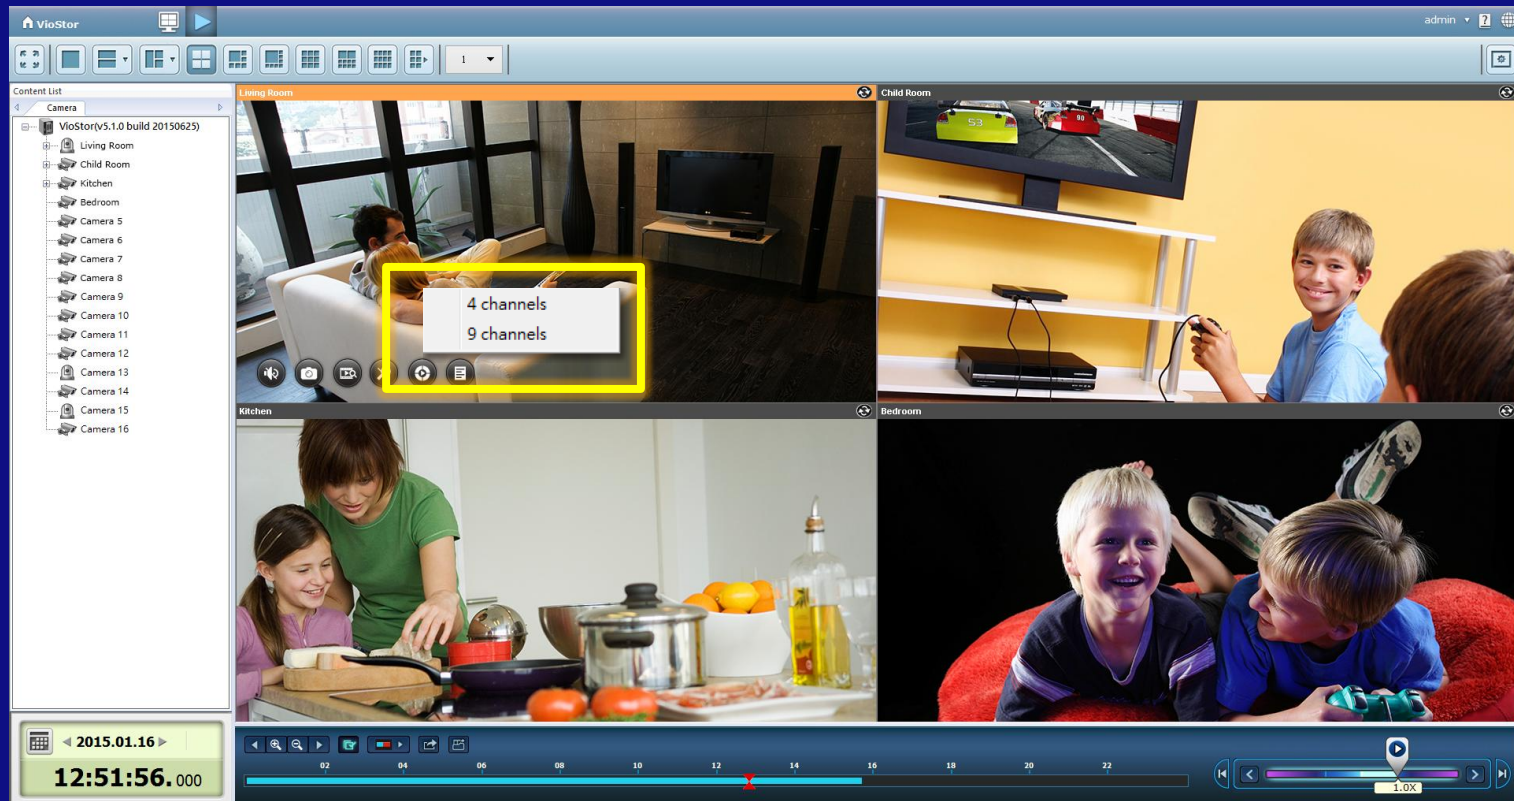 VioStor
admin
?
1
Content List
Camera
VioStor(v5.1.0 build 20150625)
Living Room
Child Room
Kitchen
Bedroom
Camera 5
Camera 6
Camera 7
Camera 8
Camera 9
Camera 10
Camera 11
Camera 12
Camera 13
Camera 14
Camera 15
Camera 16
Living Room
4 channels
9 channels
Child Room
53
90
Kitchen
Bedroom
2015.01.16
12:51:56.000
02 04 06 08 10 12 14 16 18 20 22
1.0X